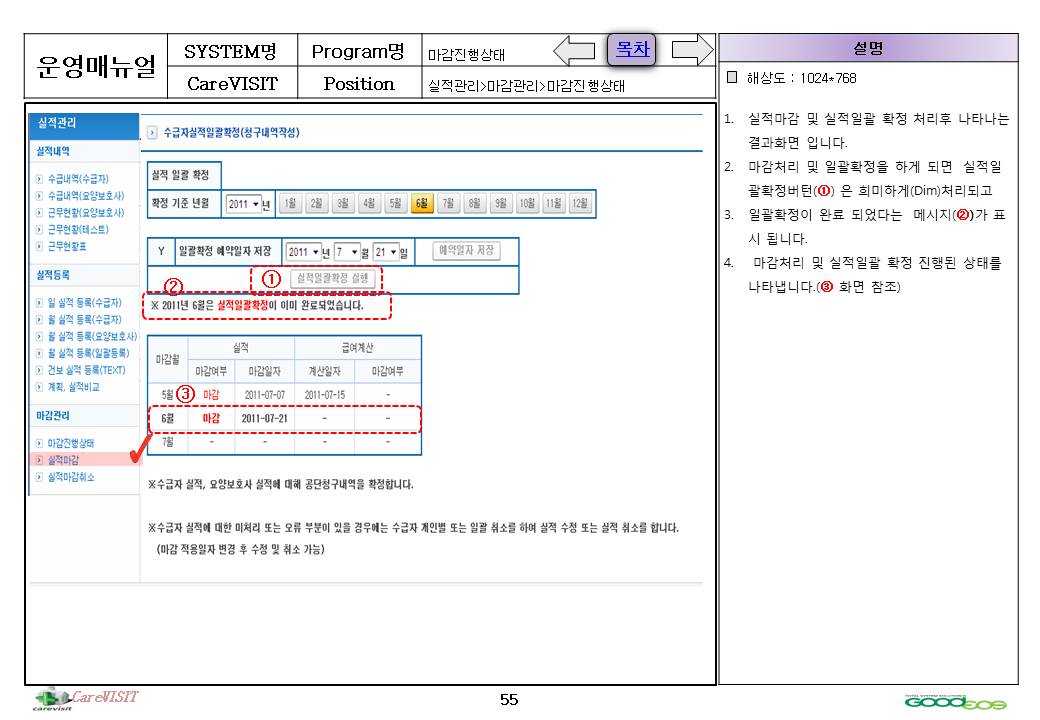 운영매뉴얼
SYSTEM명
Program명
마감진행상태
목차
CareVISIT
Position
실적관리>마감관리>마감진행상태
설명
해상도 : 1024*768
1. 실적마감 및 실적일괄 확정 처리후 나타나는
결과화면 입니다.
2. 마감처리 및 일괄확정을 하게 되면 실적일
괄확정버턴(①) 은 희미하게(Dim)처리되고
3. 일괄확정이 완료 되었다는 메시지(②)가 표
시 됩니다.
4. 마감처리 및 실적일괄 확정 진행된 상태를
나타냅니다.(③ 화면 참조)
실적관리
실적내역
수급내역(수급자)
수급내역(요양보호사)
근무현황(요양보호사)
근무현황(테스트)
근무현황표
실적등록
일 실적 등록(수급자)
월 실적 등록(수급자)
월 실적 등록(요양보호사)
월 실적 등록(일괄등록)
건보 실적 등록(TEXT)
계획, 실적비교
마감관리
마감진행상태
실적마감
실적마감취소
수급자실적일괄확정(청구내역작성)
실적 일괄 확정
확정 기준 년월 2011 년 1월 2월 3월 4월 5월 6월 7월 8월 9월 10월 11월 12월
Y 일괄확정 예약일자 저장 2011 년 7 월 21 일 예약일자 저장
① 실적일괄확정 실행
②
※ 2011년 6월은 실적일괄확정이 이미 완료되었습니다.
마감월 실적 급여계산
마감여부 마감일자 계산일자 마감여부
5월 ③ 마감 2011-07-07 2011-07-15 -
6월 마감 2011-07-21 - -
7월 - - - -
※수급자 실적, 요양보호사 실적에 대해 공단청구내역을 확정합니다.
※수급자 실적에 대한 미처리 또는 오류 부분이 있을 경우에는 수급자 개인별 또는 일괄 취소를 하여 실적 수정 또는 실적 취소를 합니다.
(마감 적용일자 변경 후 수정 및 취소 가능)
CareVISIT
carevisit
55
TOTAL SYSTEM SOLUTIONS
GOODEOS